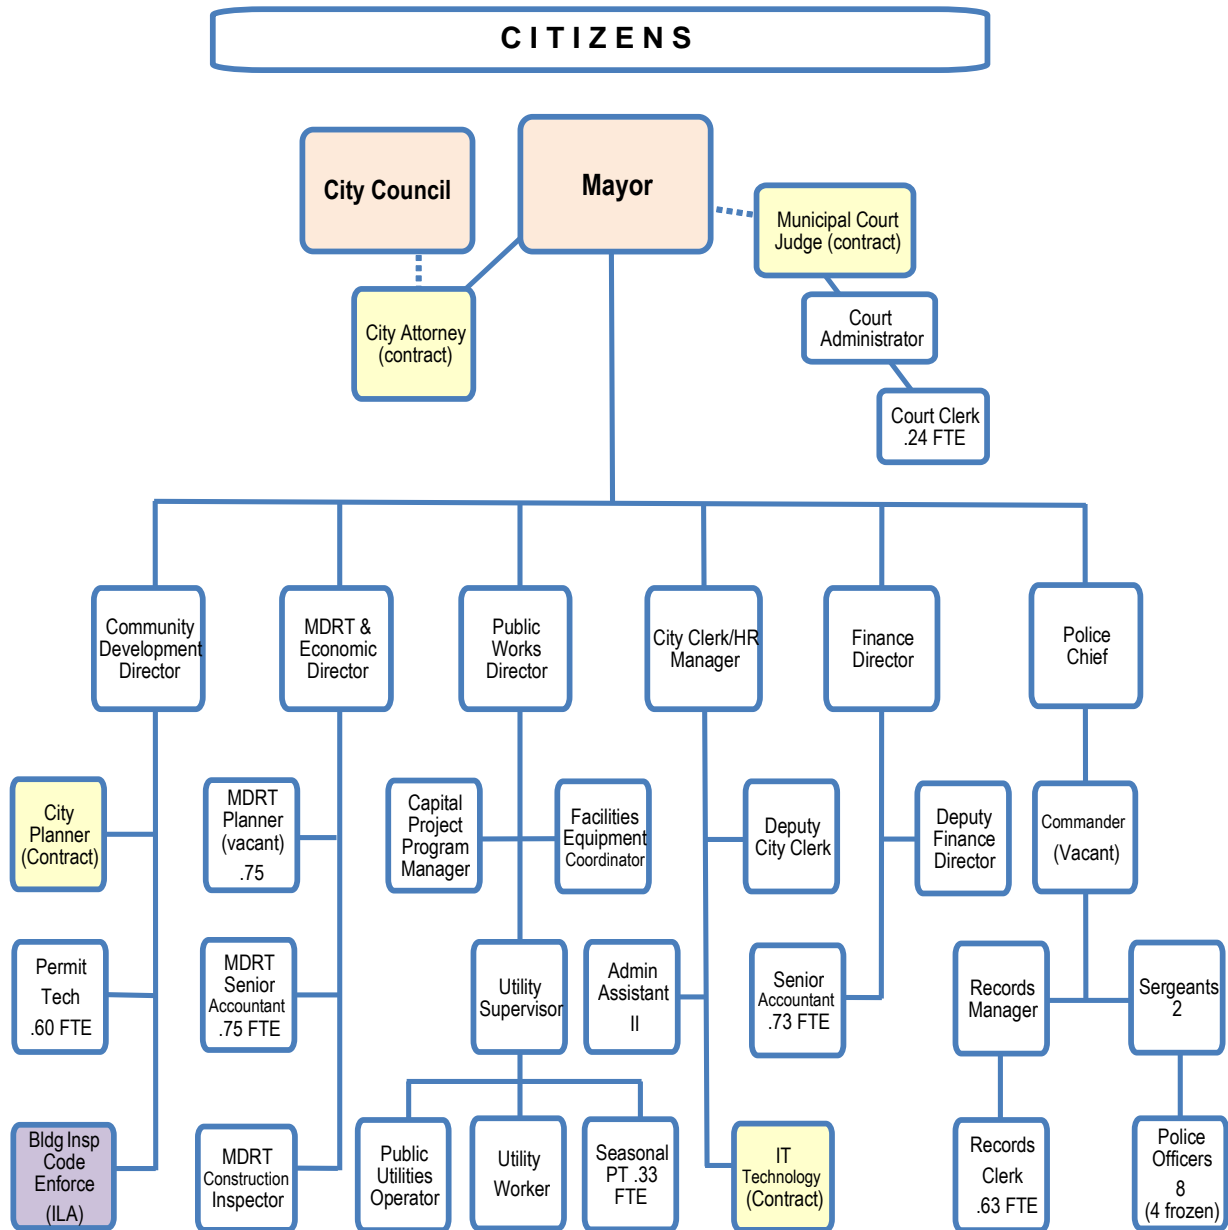 C I T I Z E N S
City Council
Mayor
Municipal Court
Judge (contract)
City Attorney
(contract)
Court
Administrator
Court Clerk
.24 FTE
Community
Development
Director
MDRT &
Economic
Director
Public
Works
Director
City Clerk/HR
Manager
Finance
Director
Police
Chief
City
Planner
(Contract)
MDRT
Planner
(vacant)
.75
Capital
Project
Program
Manager
Facilities
Equipment
Coordinator
Deputy
City Clerk
Deputy
Finance
Director
Commander
(Vacant)
Permit
Tech
.60 FTE
MDRT
Senior
Accountant
.75 FTE
Utility
Supervisor
Admin
Assistant
II
Senior
Accountant
.73 FTE
Records
Manager
Sergeants
2
Bldg Insp
Code
Enforce
(ILA)
MDRT
Construction
Inspector
Public
Utilities
Operator
Utility
Worker
Seasonal
PT .33
FTE
IT
Technology
(Contract)
Records
Clerk
.63 FTE
Police
Officers
8
(4 frozen)